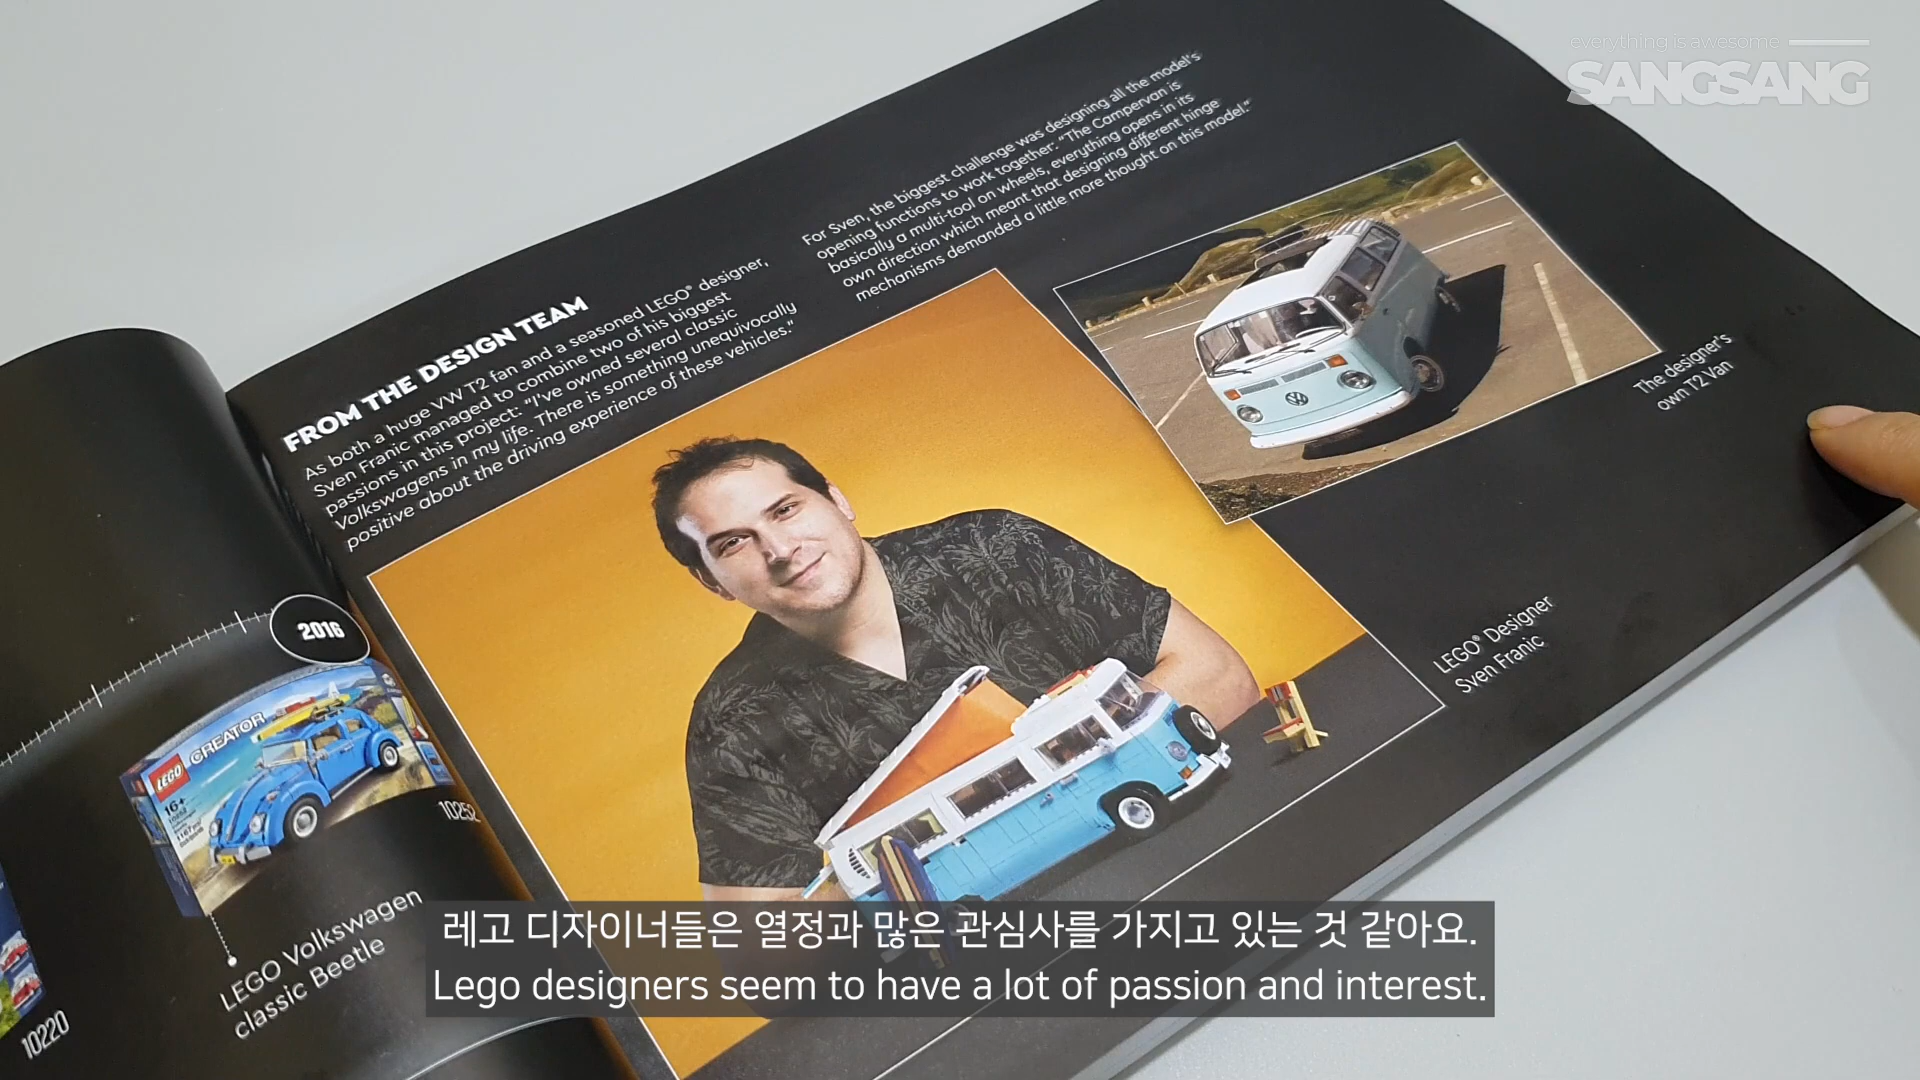 everything is awesome
SANGSANG
For Sven, the biggest challenge was designing all the model's
opening functions to work together: "The Campervan is
basically a multi-tool on wheels, everything opens in its
own direction which meant that designing different hinge
mechanisms demanded a little more thought on this model."
FROM THE DESIGN TEAM
As both a huge VW T2 fan and a seasoned LEGO® designer,
Sven Franic managed to combine two of his biggest
passions in this project: "I've owned several classic
Volkswagens in my life. There is something unequivocally
positive about the driving experience of these vehicles."
The designer's
own T2 Van
LEGO® Designer
Sven Franic
2016
LEGO
CREATOR
16+
10252
10252
LEGO Volkswagen
classic Beetle
10220
레고 디자이너들은 열정과 많은 관심사를 가지고 있는 것 같아요.
Lego designers seem to have a lot of passion and interest.